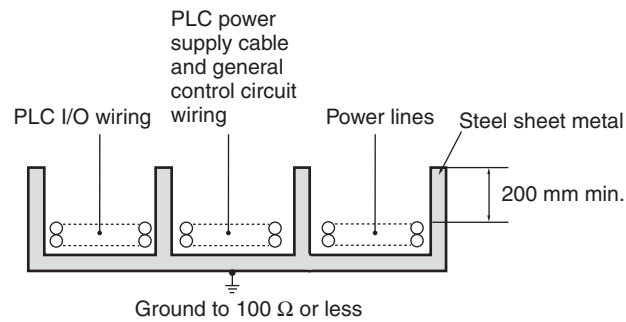 PLC power
supply cable
and general
control circuit
wiring
PLC I/O wiring
Power lines
Steel sheet metal
200 mm min.
Ground to 100 Ω or less